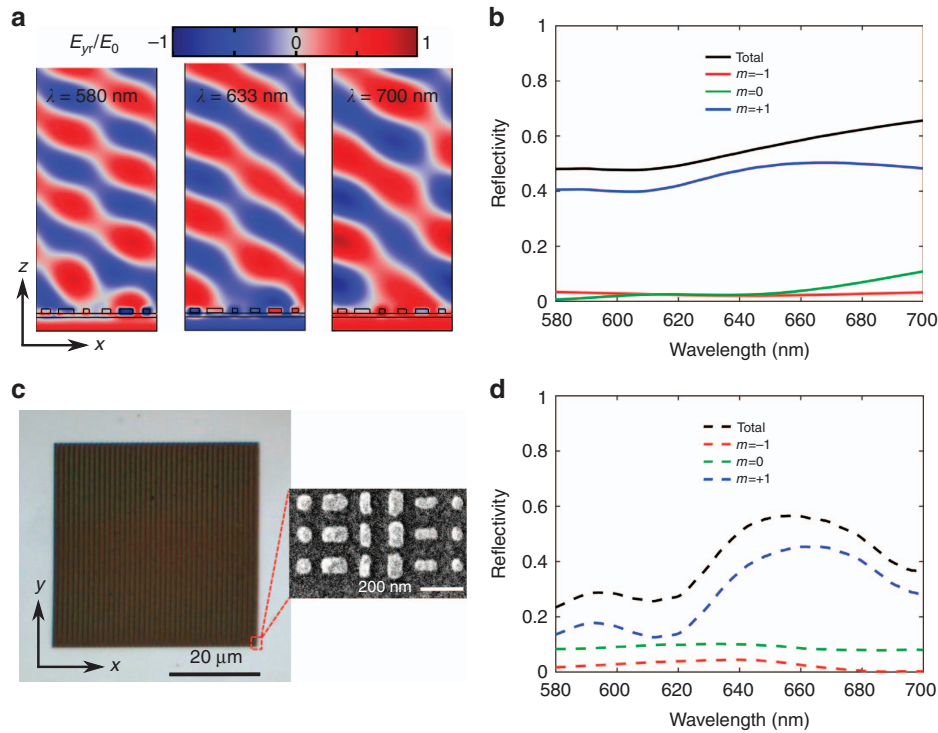 a
E_yr/E_0
−1
0
1
λ = 580 nm
λ = 633 nm
λ = 700 nm
z
x
b
1
0.8
0.6
0.4
0.2
0
Reflectivity
Total
m=−1
m=0
m=+1
580 600 620 640 660 680 700
Wavelength (nm)
c
y
x
20 μm
200 nm
d
1
0.8
0.6
0.4
0.2
0
Reflectivity
Total
m=−1
m=0
m=+1
580 600 620 640 660 680 700
Wavelength (nm)